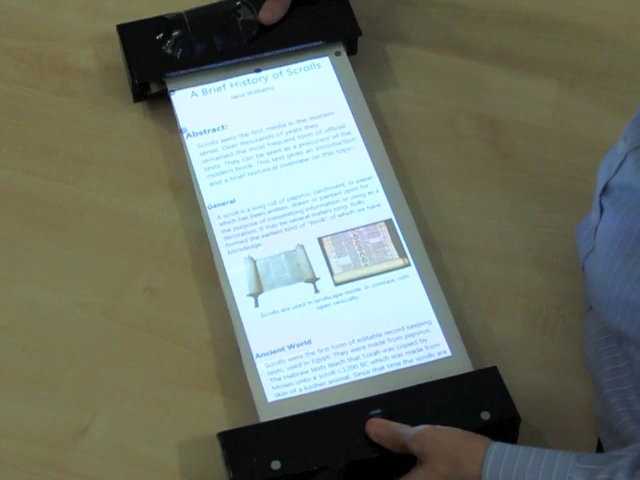 A Brief History of Scrolls
Jane Williams
Abstract:
Scrolls were the first media in the modern
sense. Over thousands of years they
remained the most frequent form of official
texts. They can be seen as a precursor of the
modern book. This text gives an introduction
and a brief historical overview on this topic.
General
A scroll is a long roll of papyrus, parchment, or paper
which has been written, drawn or painted upon for
the purpose of transmitting information or using as a
decoration. It may be several meters long. Rolls
formed the earliest kind of "book", of which we have
knowledge.
Scrolls are used in landscape mode in contrast, rolls
open vertically.
Ancient World
Scrolls were the first form of editable record keeping
texts, used in Egypt. They were made from papyrus.
The Hebrew texts teach that Torah was copied by
Moses onto a scroll c.1200 BC which was made from
skin of a kosher animal. Since that time the scrolls are